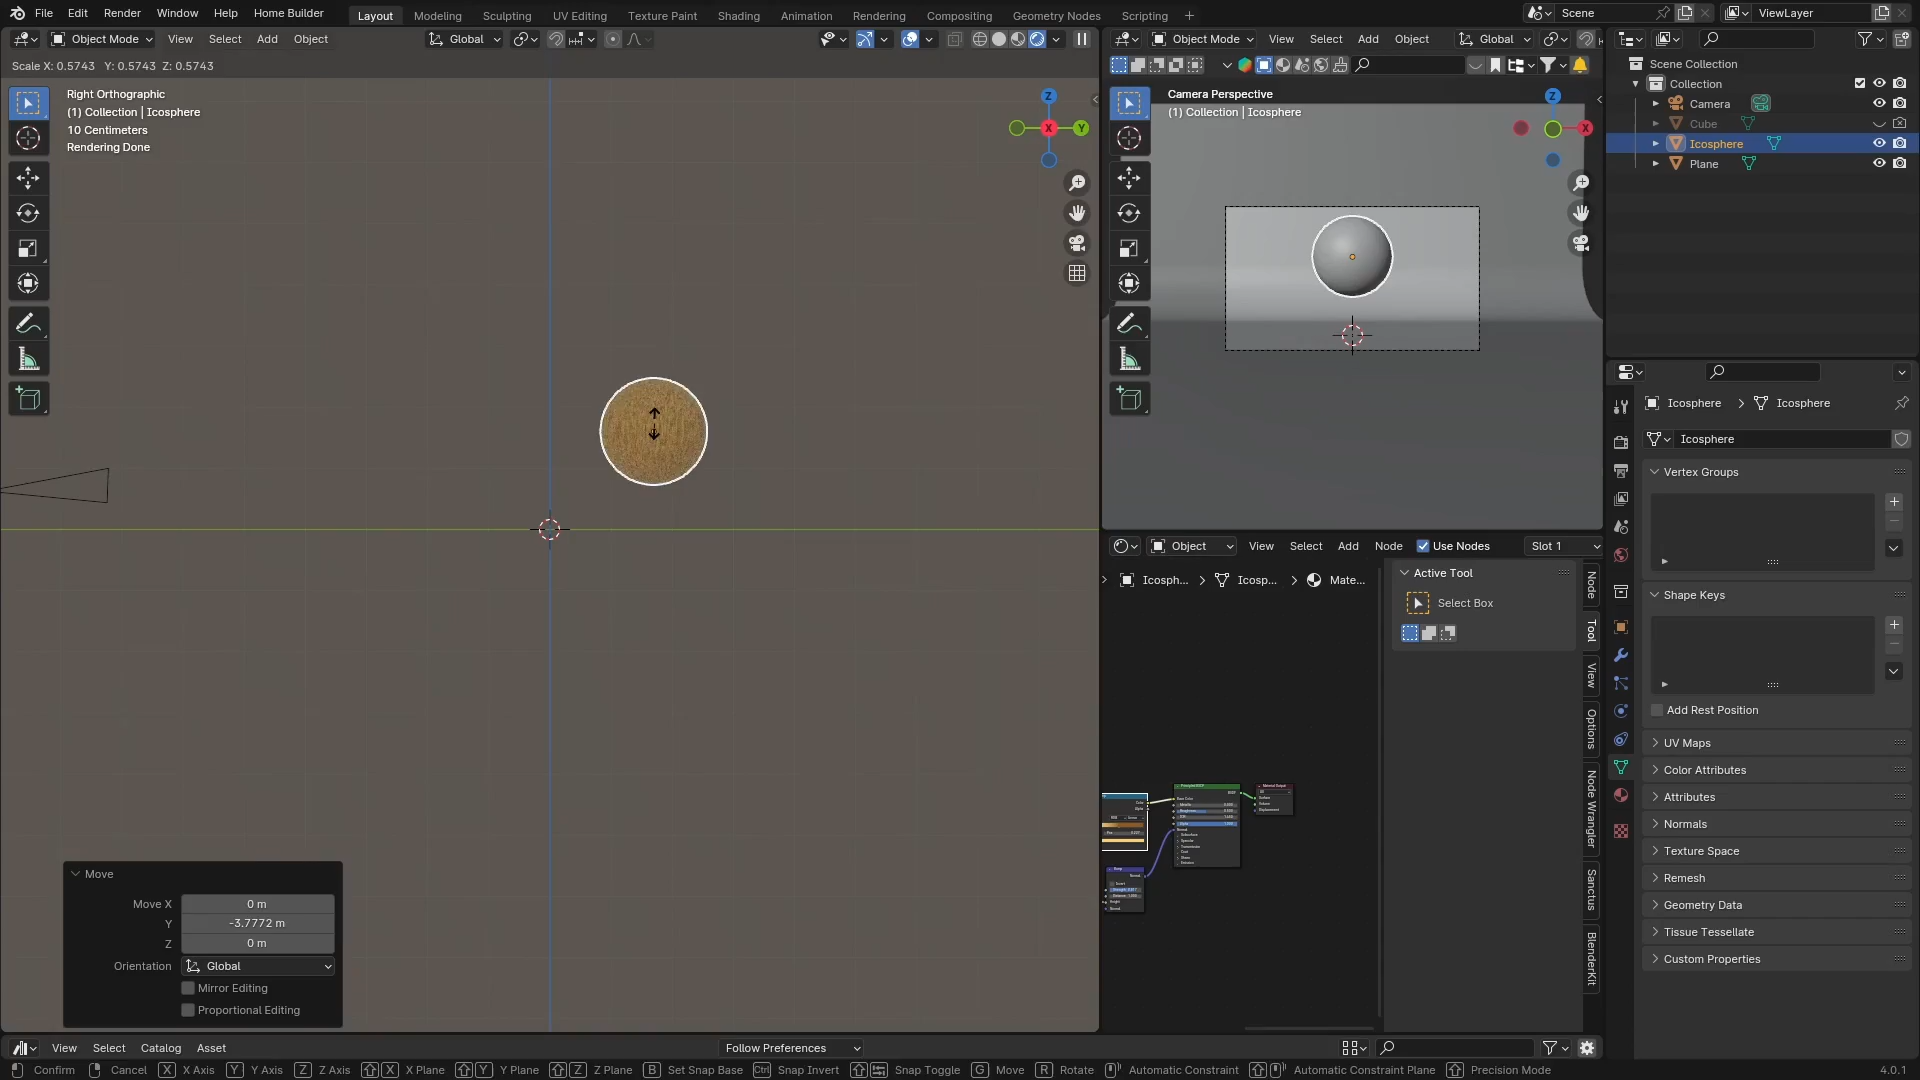 File Edit Render Window Help Home Builder Layout Modeling Sculpting UV Editing Texture Paint Shading Animation Rendering Compositing Geometry Nodes Scripting + Scene ViewLayer
Object Mode View Select Add Object Global
Object Mode View Select Add Object Global
Scale X: 0.5743 Y: 0.5743 Z: 0.5743
Right Orthographic
(1) Collection | Icosphere
10 Centimeters
Rendering Done
Z
X
Y
Camera Perspective
(1) Collection | Icosphere
Z
X
Scene Collection
Collection
Camera
Cube
Icosphere
Plane
Icosphere > Icosphere
Icosphere
Vertex Groups
Shape Keys
Add Rest Position
UV Maps
Color Attributes
Attributes
Normals
Texture Space
Remesh
Geometry Data
Tissue Tessellate
Custom Properties
Object View Select Add Node Use Nodes Slot 1
Icosph... > Icosp... > Mate...
Active Tool
Select Box
Node
Tool
View
Options
Node Wrangler
Sanctus
BlenderKit
Move
Move X 0 m
Y -3.7772 m
Z 0 m
Orientation Global
Mirror Editing
Proportional Editing
View Select Catalog Asset Follow Preferences
Confirm Cancel X X Axis Y Y Axis Z Z Axis X X Plane Y Y Plane Z Z Plane B Set Snap Base Ctrl Snap Invert Snap Toggle G Move R Rotate Automatic Constraint Automatic Constraint Plane Precision Mode 4.0.1